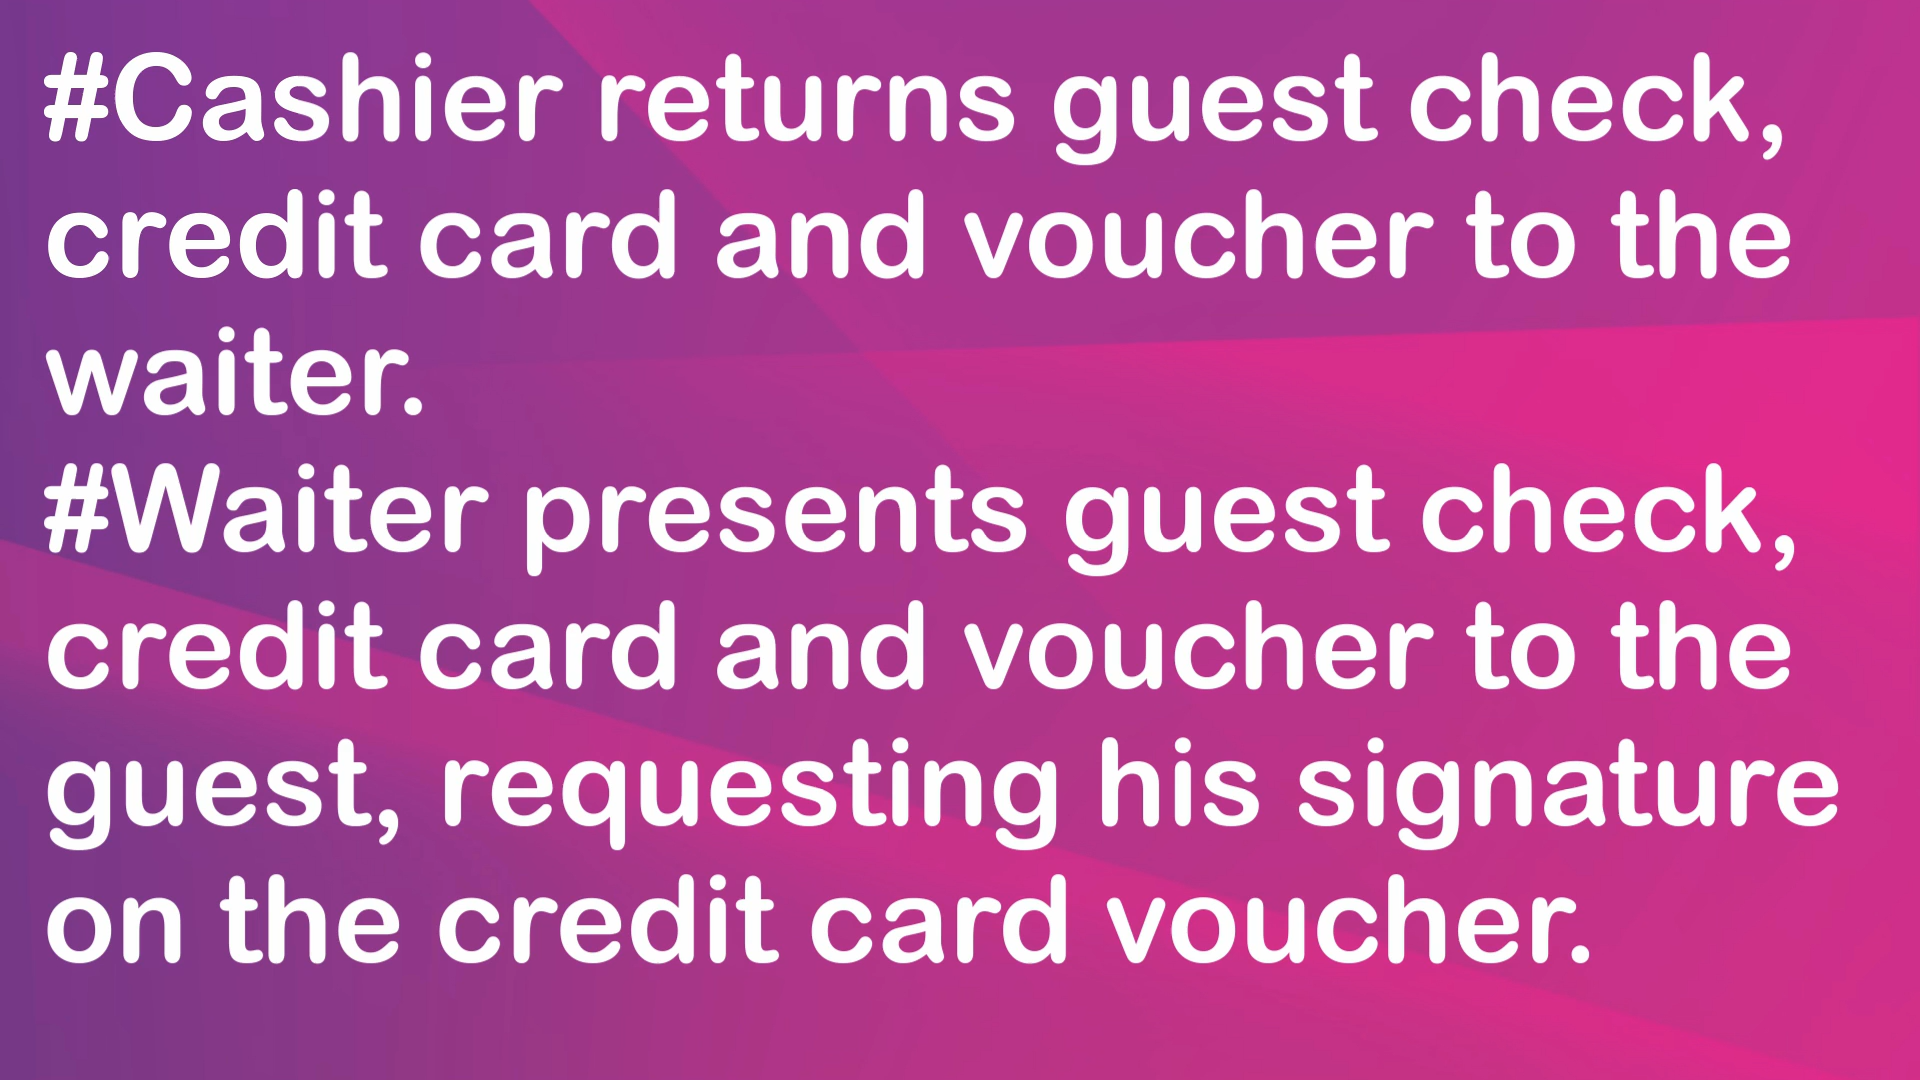 #Cashier returns guest check,
credit card and voucher to the
waiter.
#Waiter presents guest check,
credit card and voucher to the
guest, requesting his signature
on the credit card voucher.